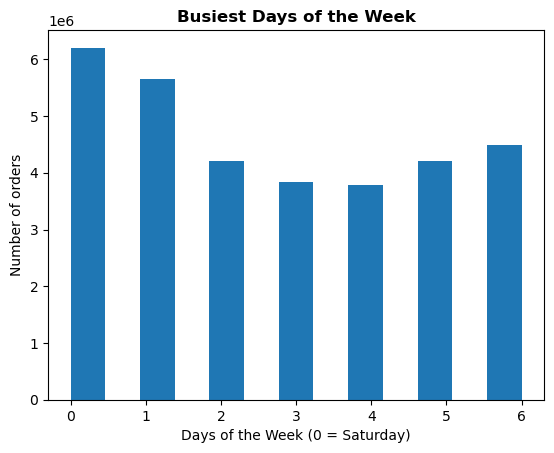 Busiest Days of the Week
1e6
6
5
4
3
2
1
0
Number of orders
0 1 2 3 4 5 6
Days of the Week (0 = Saturday)